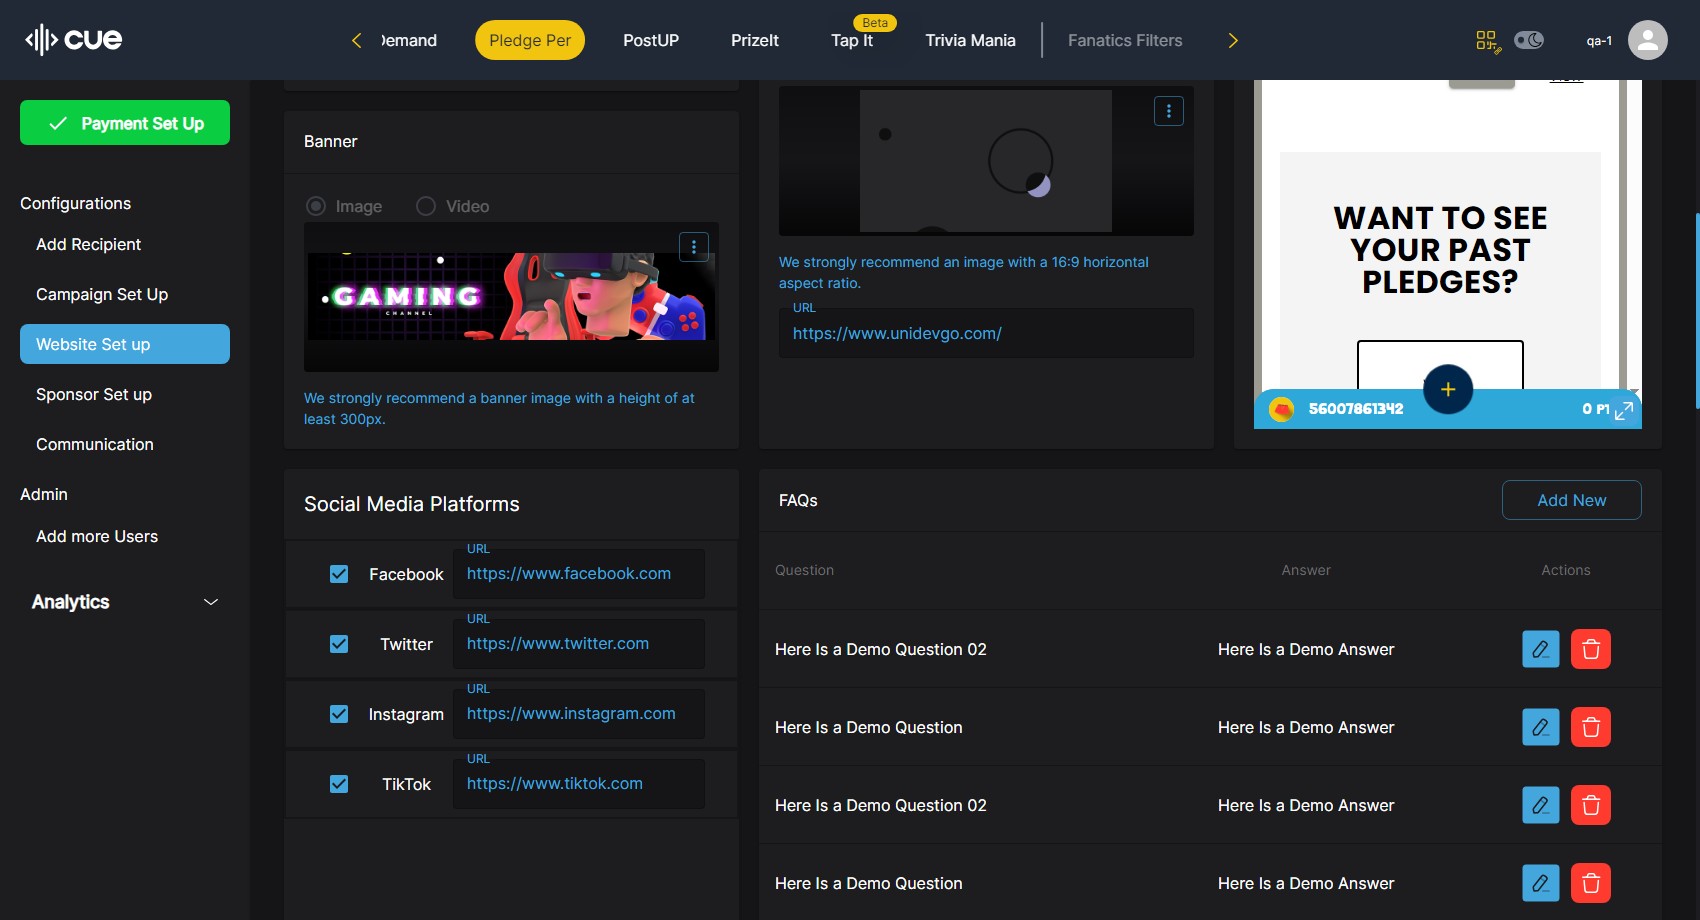 cue
Demand
Pledge Per
PostUP
PrizeIt
Beta
Tap It
Trivia Mania
Fanatics Filters
qa-1
Payment Set Up
Configurations
Add Recipient
Campaign Set Up
Website Set up
Sponsor Set up
Communication
Admin
Add more Users
Analytics
Banner
Image
Video
GAMING
CHANNEL
We strongly recommend a banner image with a height of at
least 300px.
We strongly recommend an image with a 16:9 horizontal
aspect ratio.
URL
https://www.unidevgo.com/
WANT TO SEE
YOUR PAST
PLEDGES?
56007861342
0 PT
Social Media Platforms
Facebook
URL
https://www.facebook.com
Twitter
URL
https://www.twitter.com
Instagram
URL
https://www.instagram.com
TikTok
URL
https://www.tiktok.com
FAQs
Add New
Question
Answer
Actions
Here Is a Demo Question 02
Here Is a Demo Answer
Here Is a Demo Question
Here Is a Demo Answer
Here Is a Demo Question 02
Here Is a Demo Answer
Here Is a Demo Question
Here Is a Demo Answer